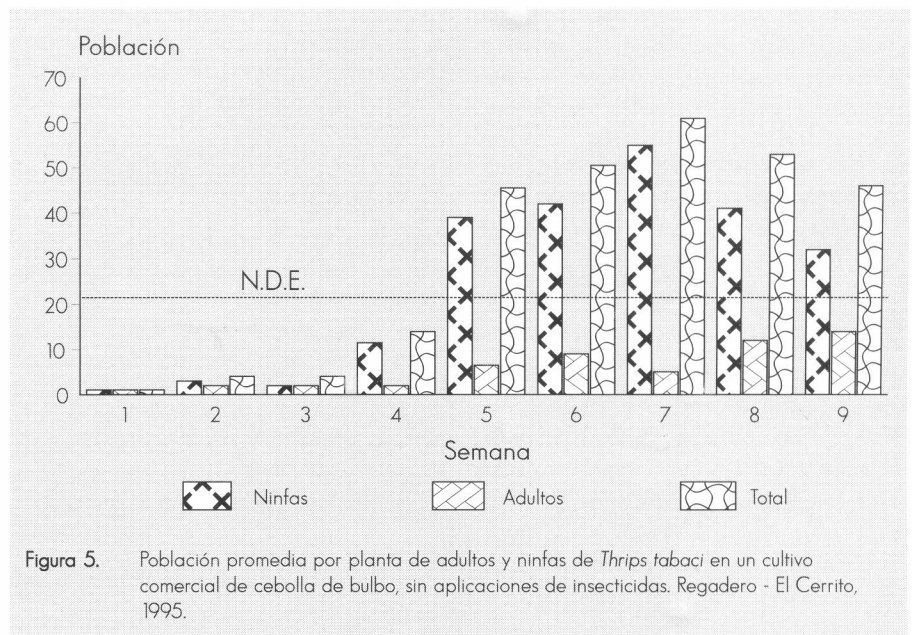 Población
70
60
50
40
30
20
10
0
N.D.E.
1 2 3 4 5 6 7 8 9
Semana
Ninfas Adultos Total
Figura 5. Población promedia por planta de adultos y ninfas de Thrips tabaci en un cultivo
comercial de cebolla de bulbo, sin aplicaciones de insecticidas. Regadero - El Cerrito,
1995.